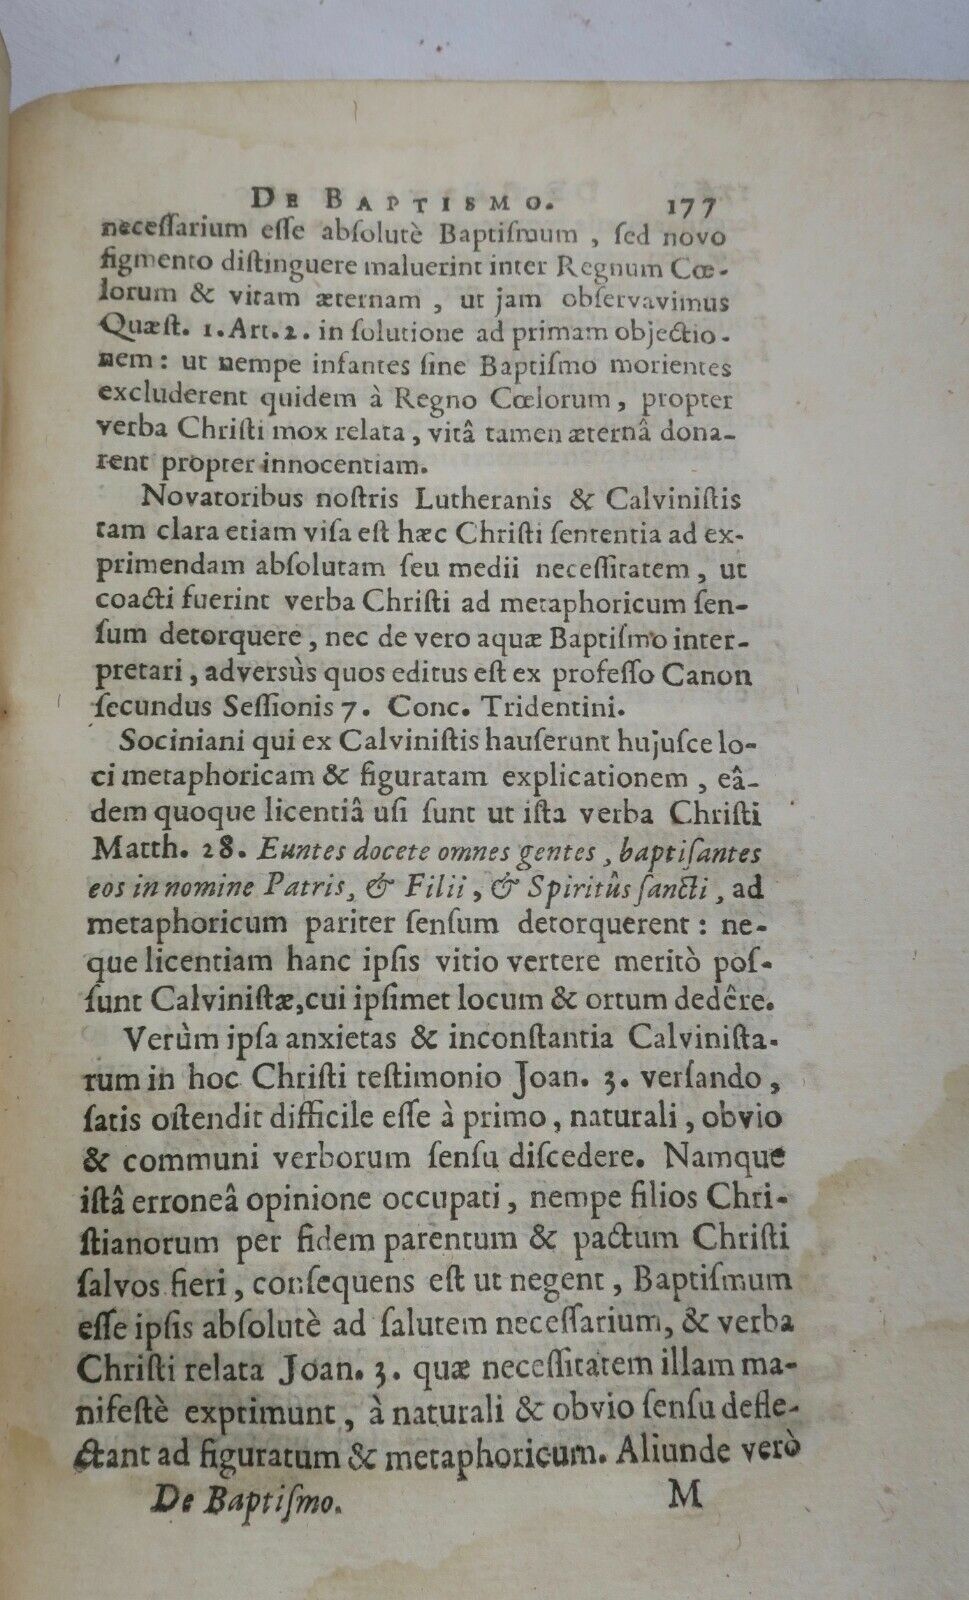 DE BAPTISMO. 177
neceſſarium eſſe abſolutè Baptiſmum, ſed novo
figmento diſtinguere maluerint inter Regnum Cœ-
lorum & vitam æternam, ut jam obſervavimus
Quæſt. 1. Art. 2. in ſolutione ad primam objectio-
nem: ut nempe infantes ſine Baptiſmo morientes
excluderent quidem à Regno Cœlorum, propter
verba Chriſti mox relata, vitâ tamen æternâ dona-
rent propter innocentiam.
Novatoribus noſtris Lutheranis & Calviniſtis
tam clara etiam viſa eſt hæc Chriſti ſententia ad ex-
primendam abſolutam ſeu medii neceſſitatem, ut
coacti fuerint verba Chriſti ad metaphoricum ſen-
ſum detorquere, nec de vero aquæ Baptiſmo inter-
pretari, adversùs quos editus eſt ex profeſſo Canon
ſecundus Seſſionis 7. Conc. Tridentini.
Sociniani qui ex Calviniſtis hauſerunt hujuſce lo-
ci metaphoricam & figuratam explicationem, eâ-
dem quoque licentiâ uſi ſunt ut iſta verba Chriſti
Matth. 28. Euntes docete omnes gentes, baptiſantes
eos in nomine Patris, & Filii, & Spiritûs ſancti, ad
metaphoricum pariter ſenſum detorquerent: ne-
que licentiam hanc ipſis vitio vertere meritò poſ-
ſunt Calviniſtæ, cui ipſimet locum & ortum dedêre.
Verùm ipſa anxietas & inconſtantia Calviniſta-
rum in hoc Chriſti teſtimonio Joan. 3. verſando,
ſatis oſtendit difficile eſſe à primo, naturali, obvio
& communi verborum ſenſu diſcedere. Namque
iſtâ erroneâ opinione occupati, nempe filios Chri-
ſtianorum per fidem parentum & pactum Chriſti
ſalvos fieri, conſequens eſt ut negent, Baptiſmum
eſſe ipſis abſolutè ad ſalutem neceſſarium, & verba
Chriſti relata Joan. 3. quæ neceſſitatem illam ma-
nifeſtè exprimunt, à naturali & obvio ſenſu defle-
ctant ad figuratum & metaphoricum. Aliunde verò
De Baptiſmo. M